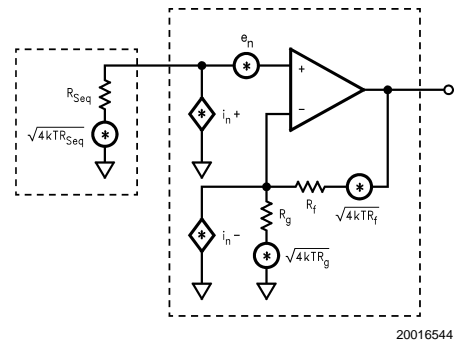 e_n
+
R_Seq
√4kTR_Seq
*
i_n+
−
R_f
√4kTR_f
R_g
√4kTR_g
i_n−
20016544